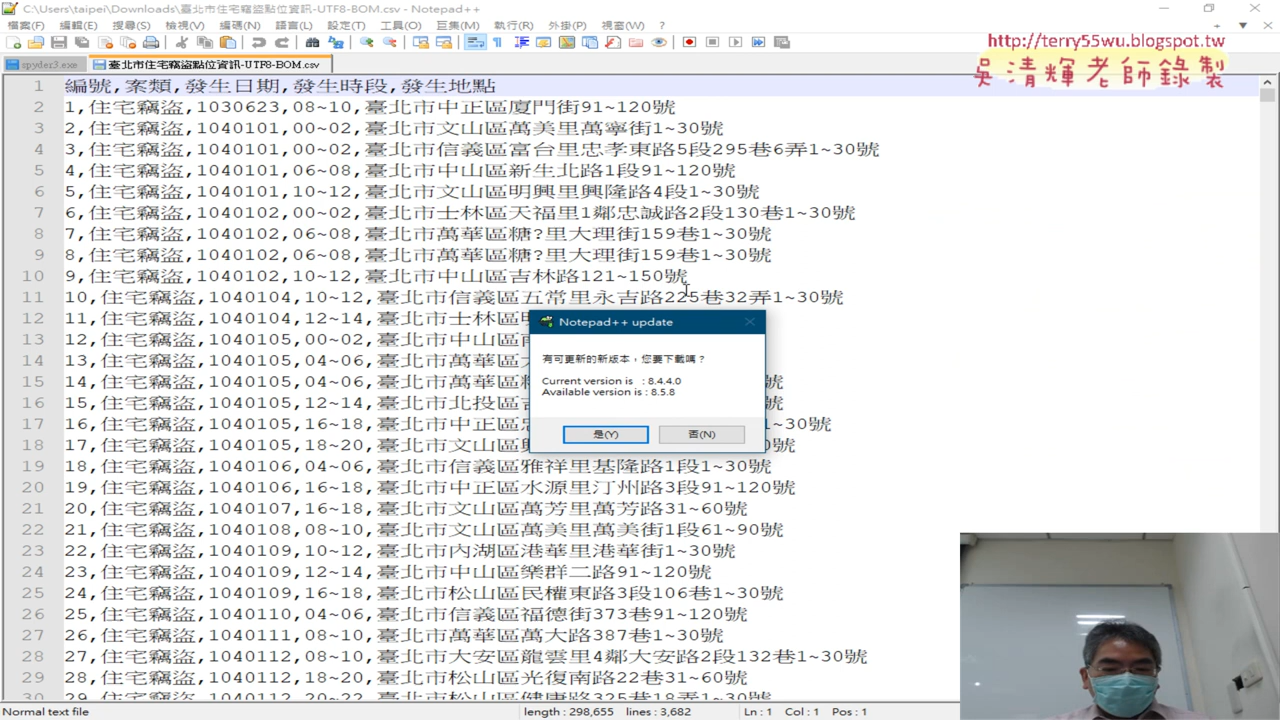 C:\Users\taipei\Downloads\臺北市住宅竊盜點位資訊-UTF8-BOM.csv - Notepad++
檔案(F) 編輯(E) 搜尋(S) 檢視(V) 編碼(N) 語言(L) 設定(T) 工具(O) 巨集(M) 執行(R) 外掛(P) 視窗(W) ?
http://terry55wu.blogspot.tw
吳清輝老師錄製
spyder3.exe 臺北市住宅竊盜點位資訊-UTF8-BOM.csv
1 編號,案類,發生日期,發生時段,發生地點
2 1,住宅竊盜,1030623,08~10,臺北市中正區廈門街91~120號
3 2,住宅竊盜,1040101,00~02,臺北市文山區萬美里萬寧街1~30號
4 3,住宅竊盜,1040101,00~02,臺北市信義區富台里忠孝東路5段295巷6弄1~30號
5 4,住宅竊盜,1040101,06~08,臺北市中山區新生北路1段91~120號
6 5,住宅竊盜,1040101,10~12,臺北市文山區明興里興隆路4段1~30號
7 6,住宅竊盜,1040102,00~02,臺北市士林區天福里1鄰忠誠路2段130巷1~30號
8 7,住宅竊盜,1040102,06~08,臺北市萬華區糖?里大理街159巷1~30號
9 8,住宅竊盜,1040102,06~08,臺北市萬華區糖?里大理街159巷1~30號
10 9,住宅竊盜,1040102,10~12,臺北市中山區吉林路121~150號
11 10,住宅竊盜,1040104,10~12,臺北市信義區五常里永吉路225巷32弄1~30號
12 11,住宅竊盜,1040104,12~14,臺北市士林區
13 12,住宅竊盜,1040105,00~02,臺北市中山區
14 13,住宅竊盜,1040105,04~06,臺北市萬華區
15 14,住宅竊盜,1040105,04~06,臺北市萬華區 號
16 15,住宅竊盜,1040105,12~14,臺北市北投區 號
17 16,住宅竊盜,1040105,16~18,臺北市中正區 ~30號
18 17,住宅竊盜,1040105,18~20,臺北市文山區 0號
19 18,住宅竊盜,1040106,04~06,臺北市信義區雅祥里基隆路1段1~30號
20 19,住宅竊盜,1040106,16~18,臺北市中正區水源里汀州路3段91~120號
21 20,住宅竊盜,1040107,16~18,臺北市文山區萬芳里萬芳路31~60號
22 21,住宅竊盜,1040108,08~10,臺北市文山區萬美里萬美街1段61~90號
23 22,住宅竊盜,1040109,10~12,臺北市內湖區港華里港華街1~30號
24 23,住宅竊盜,1040109,12~14,臺北市中山區樂群二路91~120號
25 24,住宅竊盜,1040109,16~18,臺北市松山區民權東路3段106巷1~30號
26 25,住宅竊盜,1040110,04~06,臺北市信義區福德街373巷91~120號
27 26,住宅竊盜,1040111,08~10,臺北市萬華區萬大路387巷1~30號
28 27,住宅竊盜,1040112,08~10,臺北市大安區龍雲里4鄰大安路2段132巷1~30號
29 28,住宅竊盜,1040112,18~20,臺北市松山區光復南路22巷31~60號
30 29,住宅竊盜,1040112,20~22,臺北市松山區健康路325巷18弄1~30號
Notepad++ update
有可更新的新版本，您要下載嗎？
Current version is : 8.4.4.0
Available version is : 8.5.8
是(Y) 否(N)
Normal text file length : 298,655 lines : 3,682 Ln : 1 Col : 1 Pos : 1